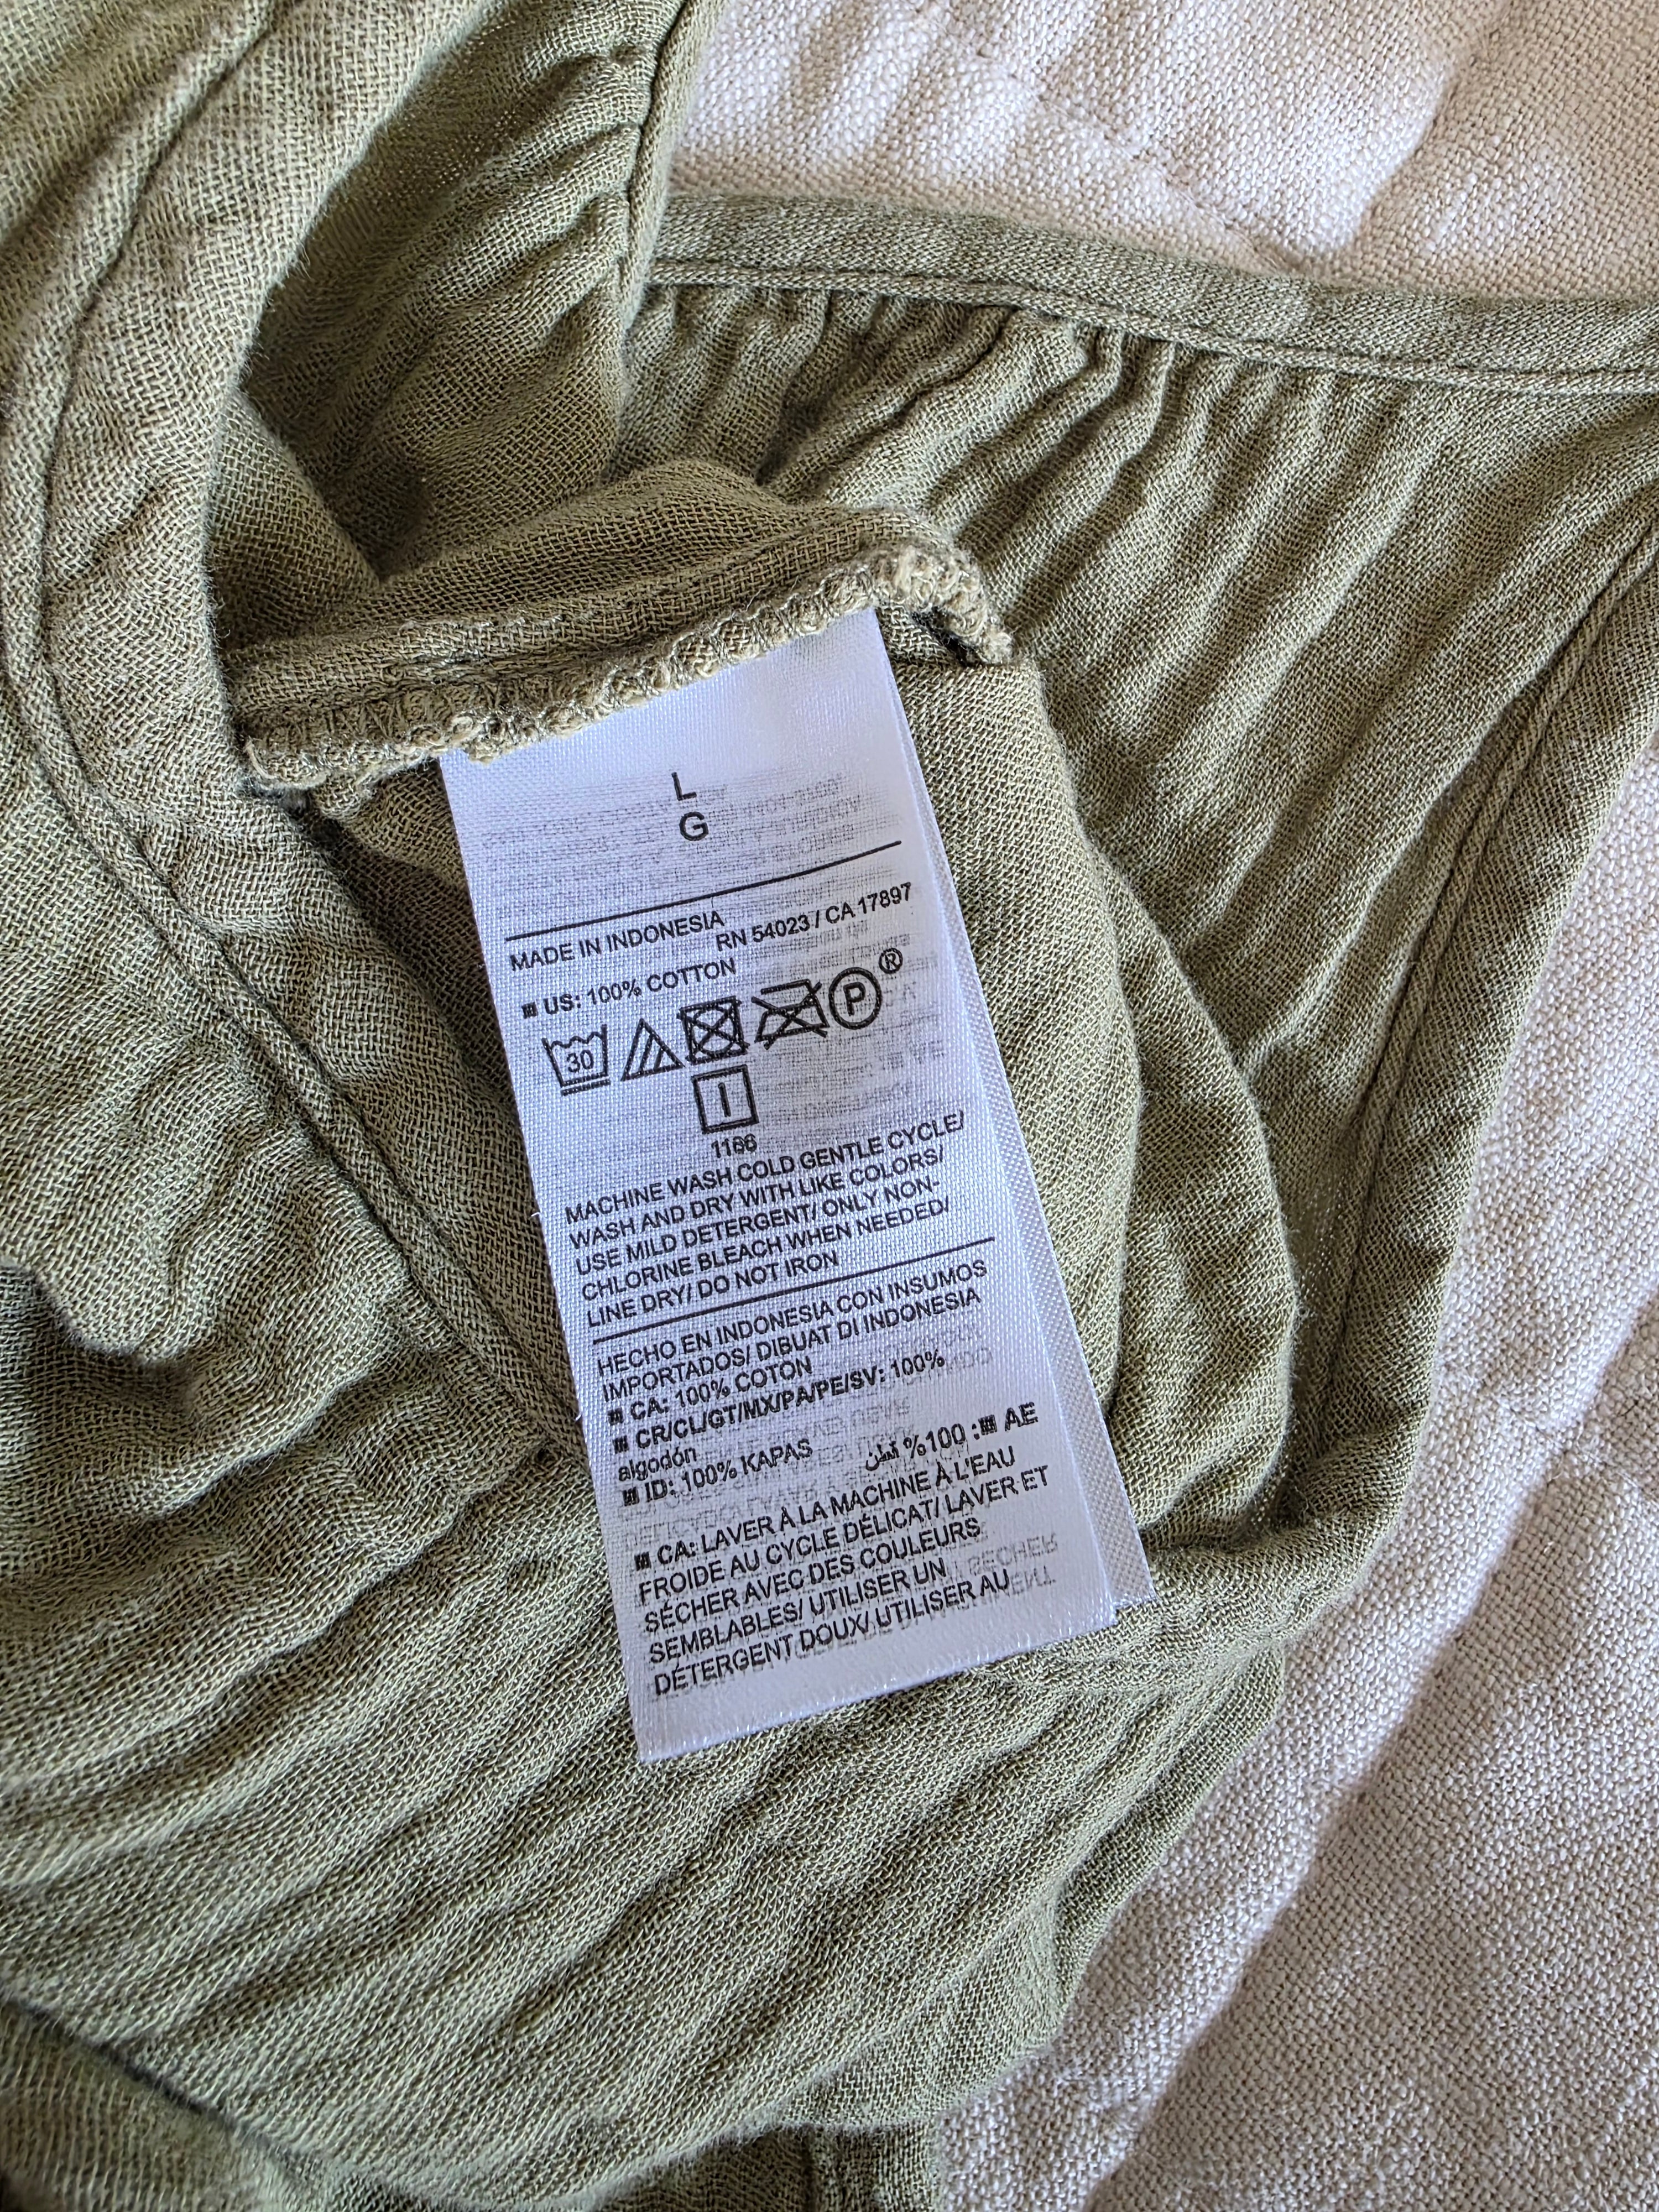 L
G
MADE IN INDONESIA
RN 54023 / CA 17897
US: 100% COTTON
30
P ®
I
1166
MACHINE WASH COLD GENTLE CYCLE/
WASH AND DRY WITH LIKE COLORS/
USE MILD DETERGENT/ ONLY NON-
CHLORINE BLEACH WHEN NEEDED/
LINE DRY/ DO NOT IRON
HECHO EN INDONESIA CON INSUMOS
IMPORTADOS/ DIBUAT DI INDONESIA
CA: 100% COTON
CR/CL/GT/MX/PA/PE/SV: 100%
algodón
ID: 100% KAPAS
AE: 100% قطن
CA: LAVER À LA MACHINE À L'EAU
FROIDE AU CYCLE DÉLICAT/ LAVER ET
SÉCHER AVEC DES COULEURS
SEMBLABLES/ UTILISER UN
DÉTERGENT DOUX/ UTILISER AU